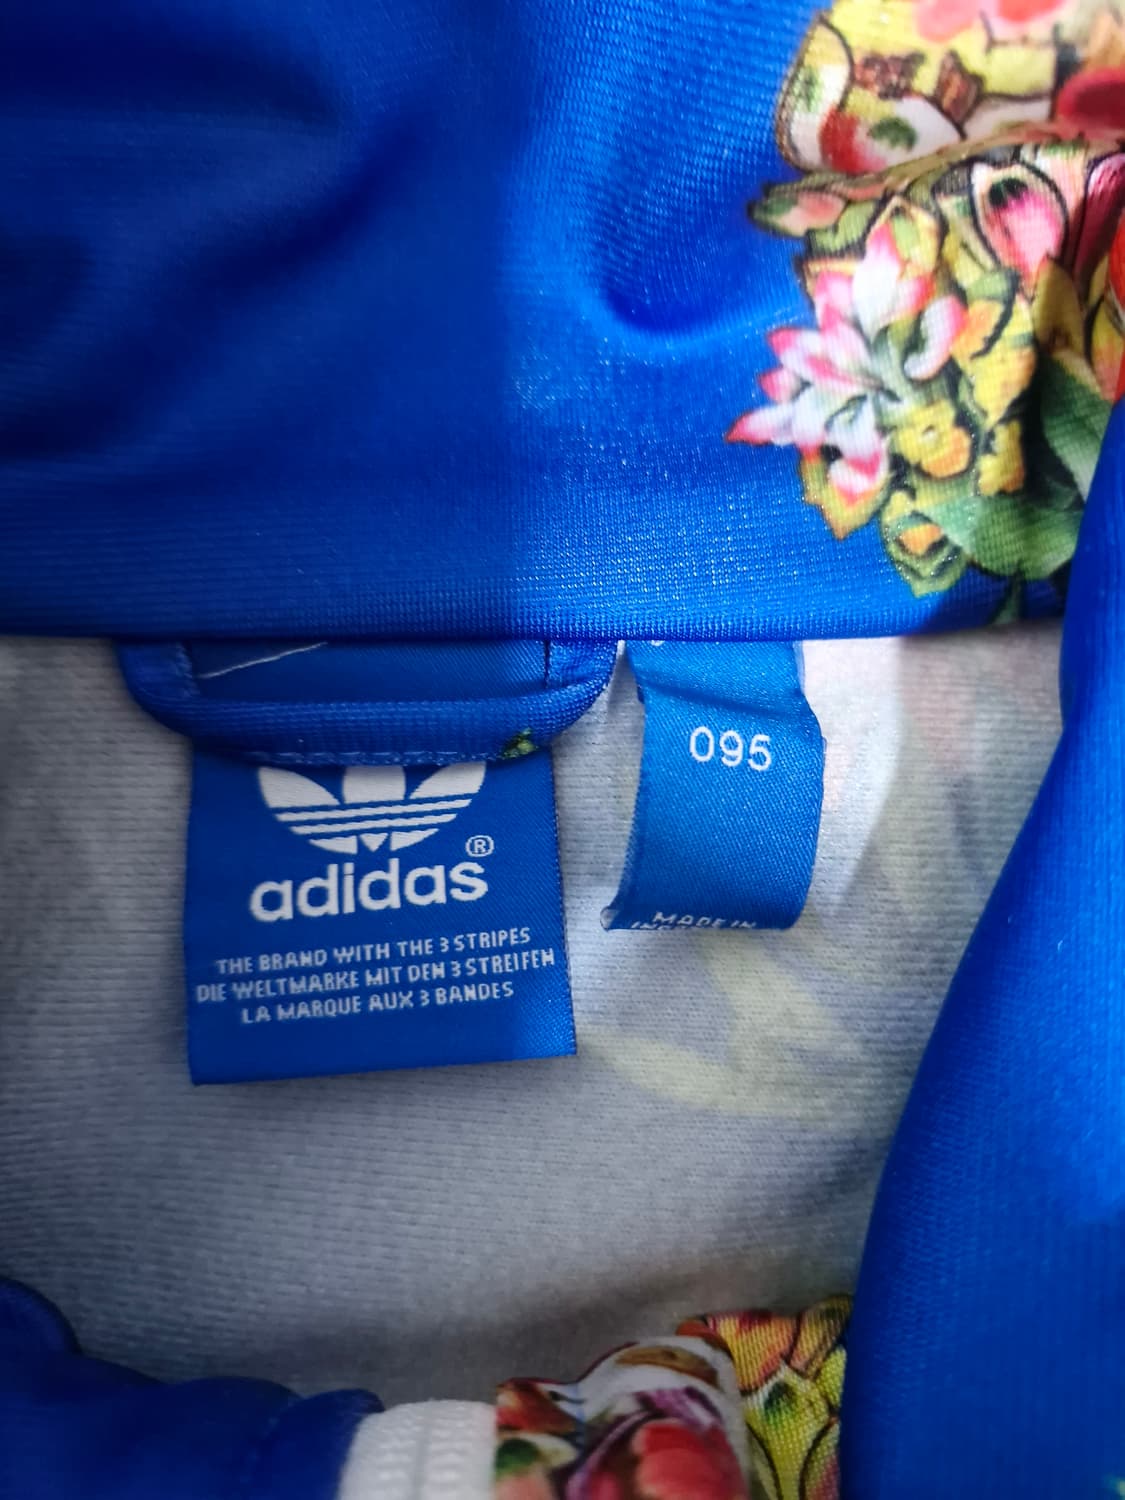 adidas®
THE BRAND WITH THE 3 STRIPES
DIE WELTMARKE MIT DEN 3 STREIFEN
LA MARQUE AUX 3 BANDES
095
MADE IN